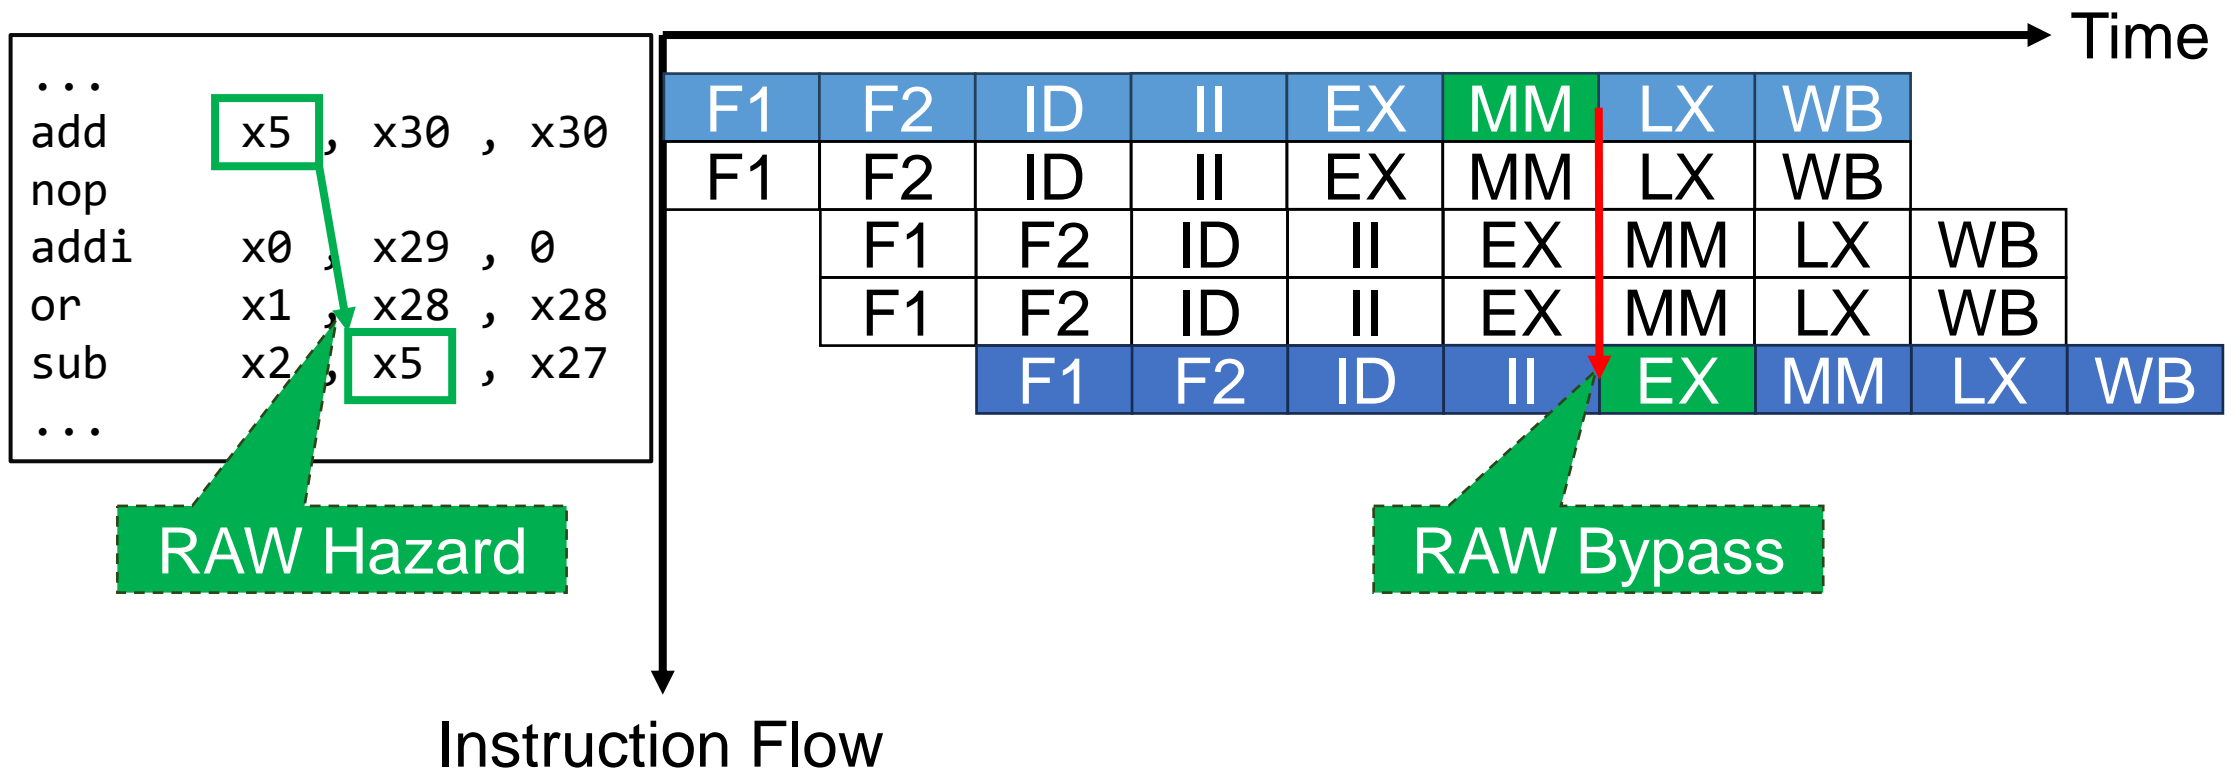 Time
...
add x5 , x30 , x30
nop
addi x0 , x29 , 0
or x1 , x28 , x28
sub x2 , x5 , x27
...
F1 F2 ID II EX MM LX WB
F1 F2 ID II EX MM LX WB
F1 F2 ID II EX MM LX WB
F1 F2 ID II EX MM LX WB
F1 F2 ID II EX MM LX WB
RAW Hazard
RAW Bypass
Instruction Flow